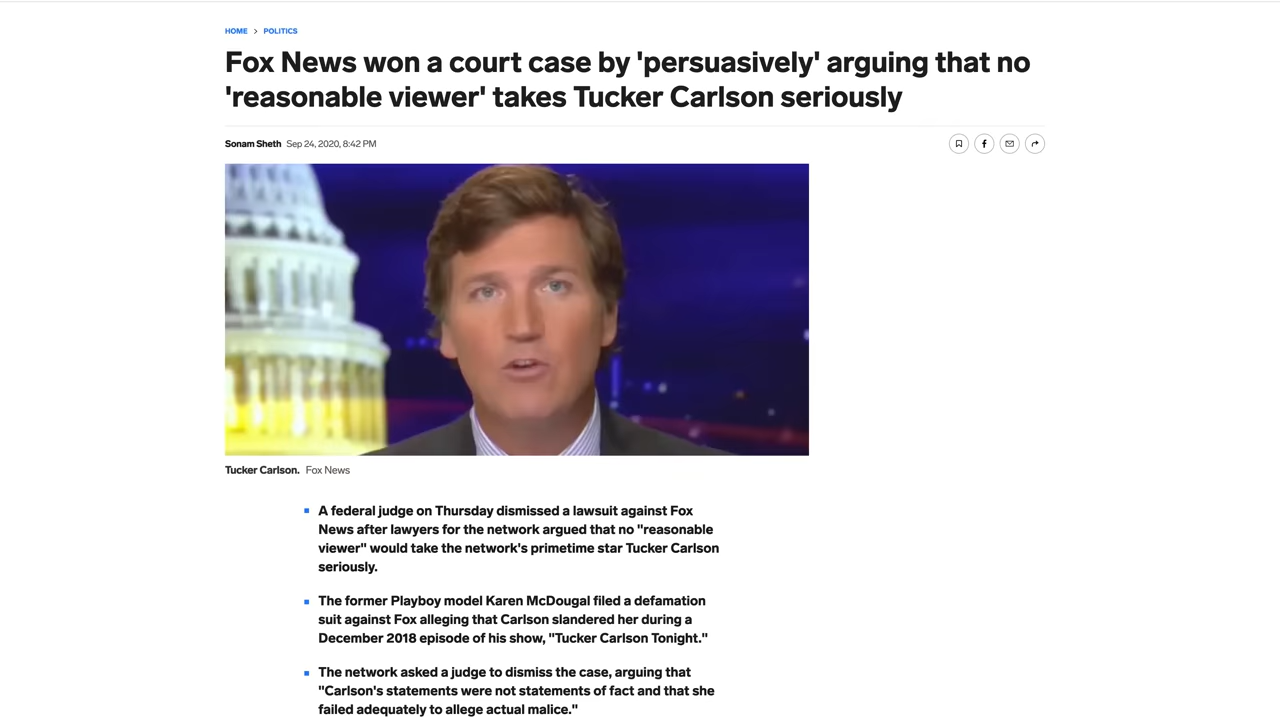 HOME > POLITICS
Fox News won a court case by 'persuasively' arguing that no
'reasonable viewer' takes Tucker Carlson seriously
Sonam Sheth Sep 24, 2020, 8:42 PM
Tucker Carlson. Fox News
A federal judge on Thursday dismissed a lawsuit against Fox
News after lawyers for the network argued that no "reasonable
viewer" would take the network's primetime star Tucker Carlson
seriously.
The former Playboy model Karen McDougal filed a defamation
suit against Fox alleging that Carlson slandered her during a
December 2018 episode of his show, "Tucker Carlson Tonight."
The network asked a judge to dismiss the case, arguing that
"Carlson's statements were not statements of fact and that she
failed adequately to allege actual malice."